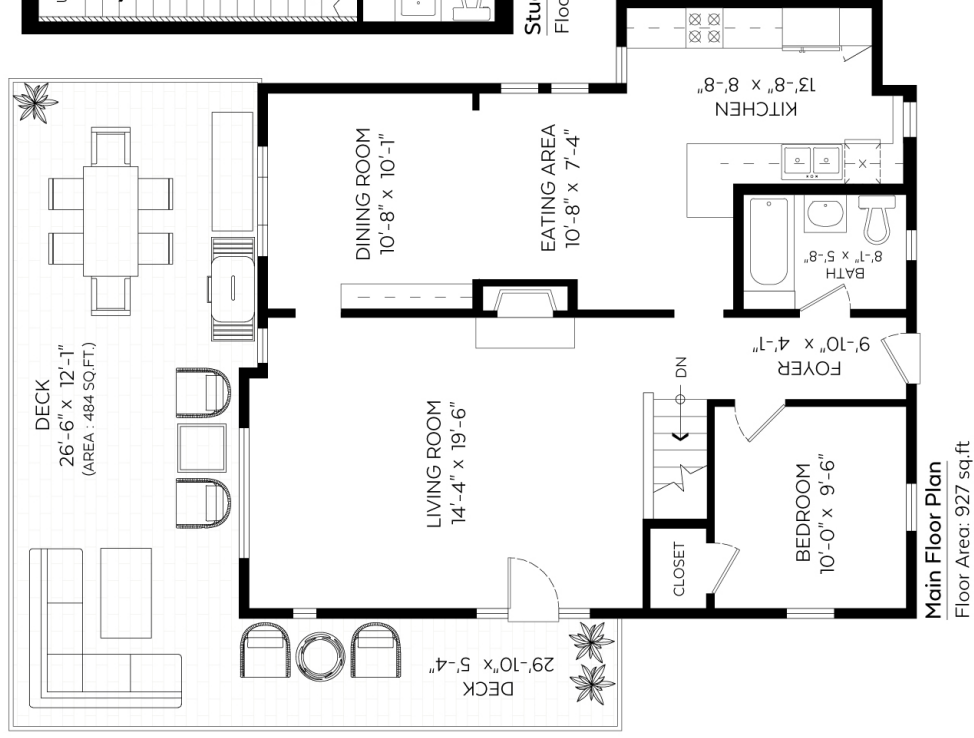 Stu
Floo
DINING ROOM
10'-8" x 10'-1"
EATING AREA
10'-8" x 7'-4"
KITCHEN
13'-8" x 8'-8"
BATH
8'-1" x 5'-8"
FOYER
9'-10" x 4'-1"
DN
DECK
26'-6" x 12'-1"
(AREA : 484 SQ.FT.)
LIVING ROOM
14'-4" x 19'-6"
BEDROOM
10'-0" x 9'-6"
CLOSET
DECK
29'-10"x 5'-4"
Main Floor Plan
Floor Area: 927 sq.ft